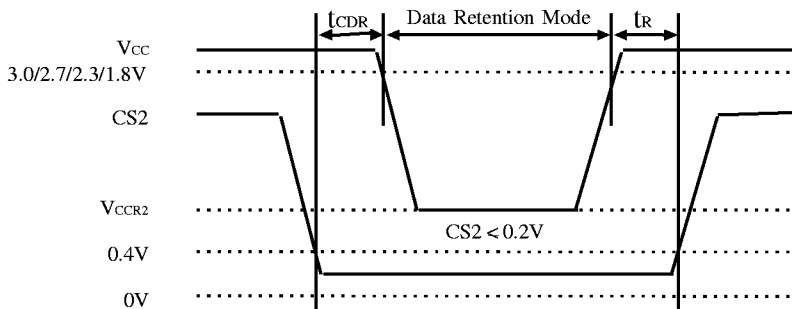 tCDR Data Retention Mode tR
VCC
3.0/2.7/2.3/1.8V
CS2
VCCR2
CS2 < 0.2V
0.4V
0V